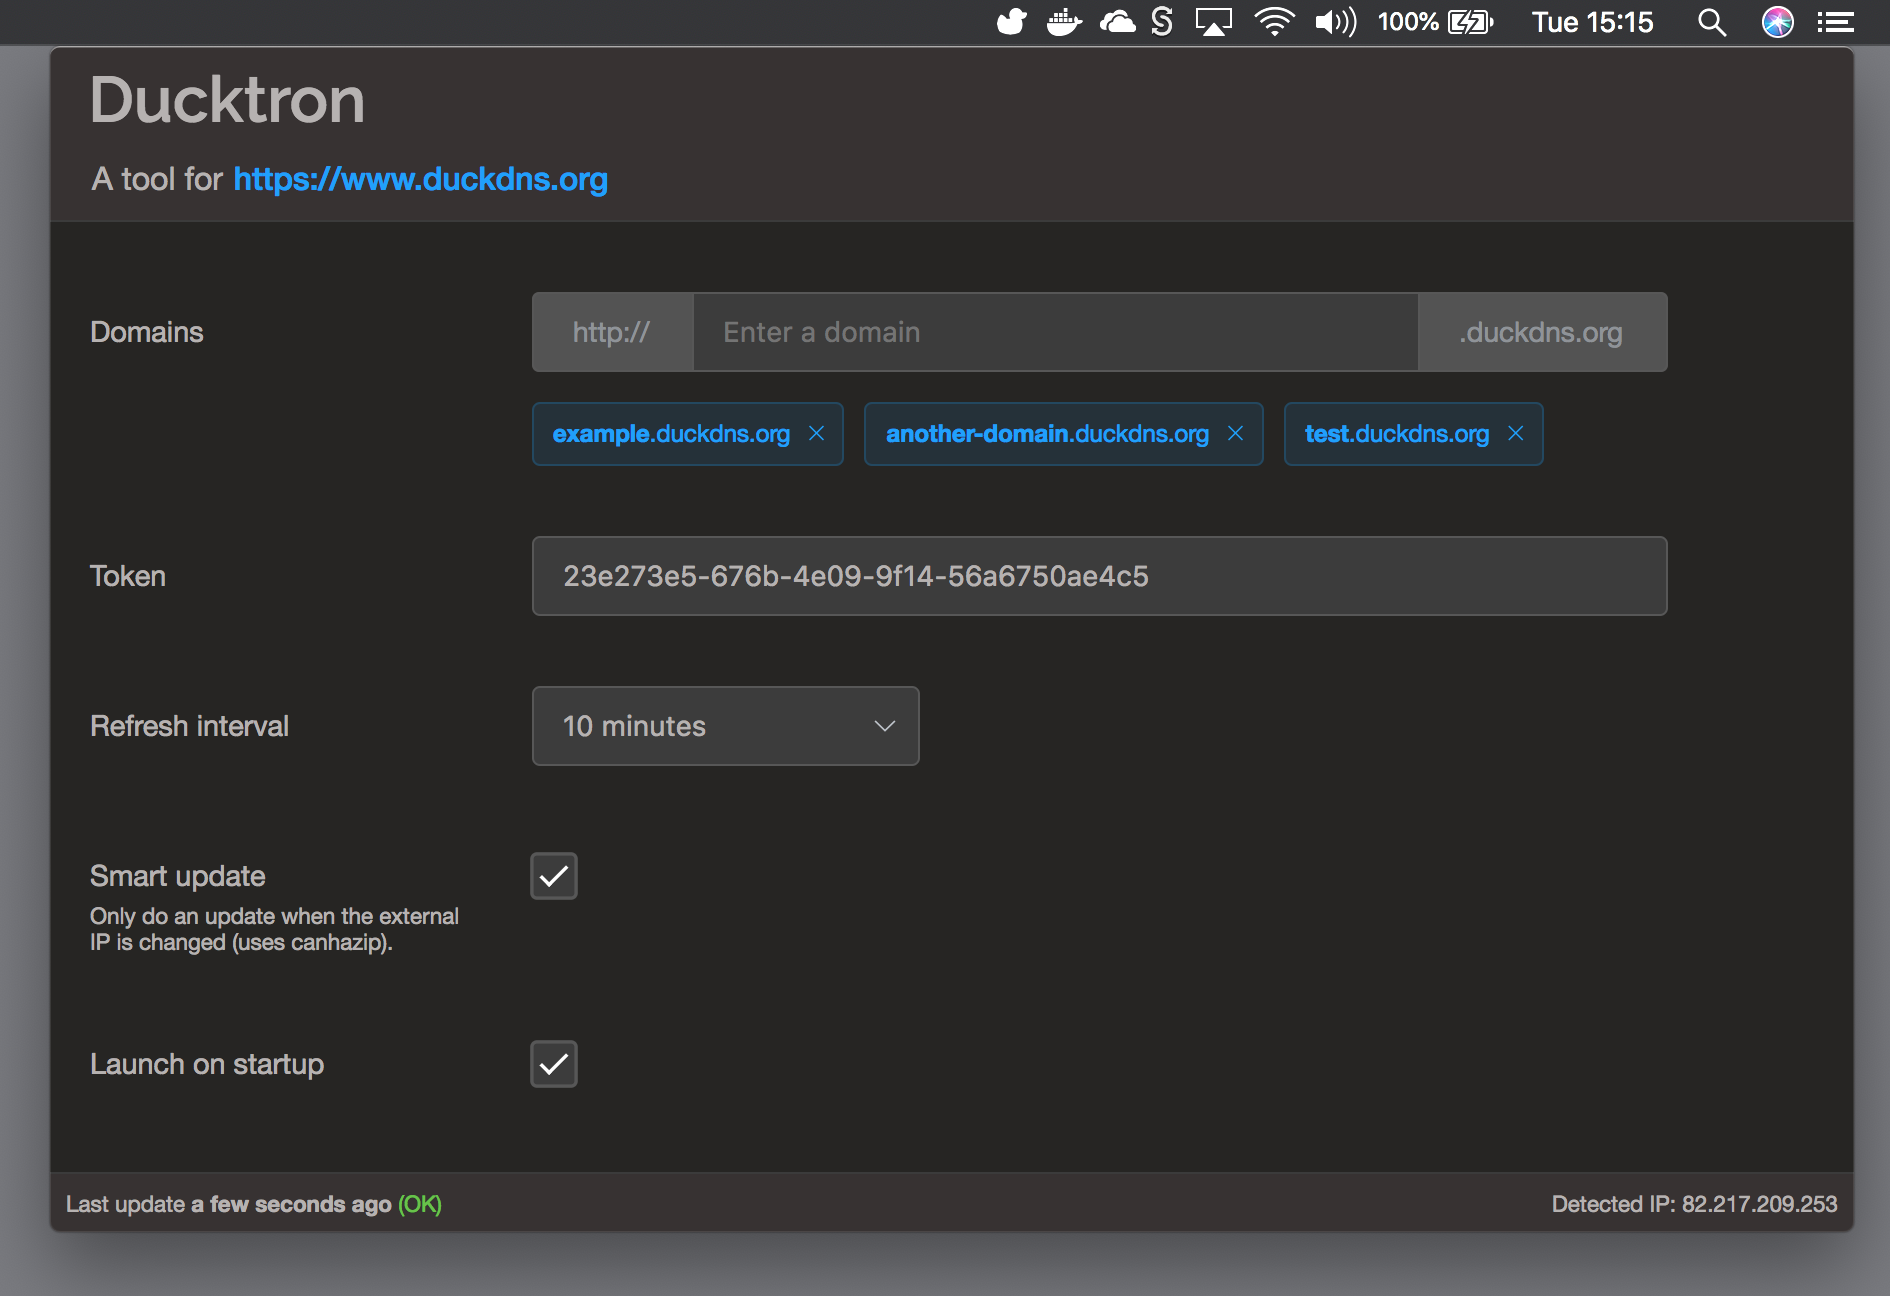 100% Tue 15:15
Ducktron
A tool for https://www.duckdns.org
Domains http:// Enter a domain .duckdns.org
example.duckdns.org another-domain.duckdns.org test.duckdns.org
Token 23e273e5-676b-4e09-9f14-56a6750ae4c5
Refresh interval 10 minutes
Smart update
Only do an update when the external
IP is changed (uses canhazip).
Launch on startup
Last update a few seconds ago (OK) Detected IP: 82.217.209.253